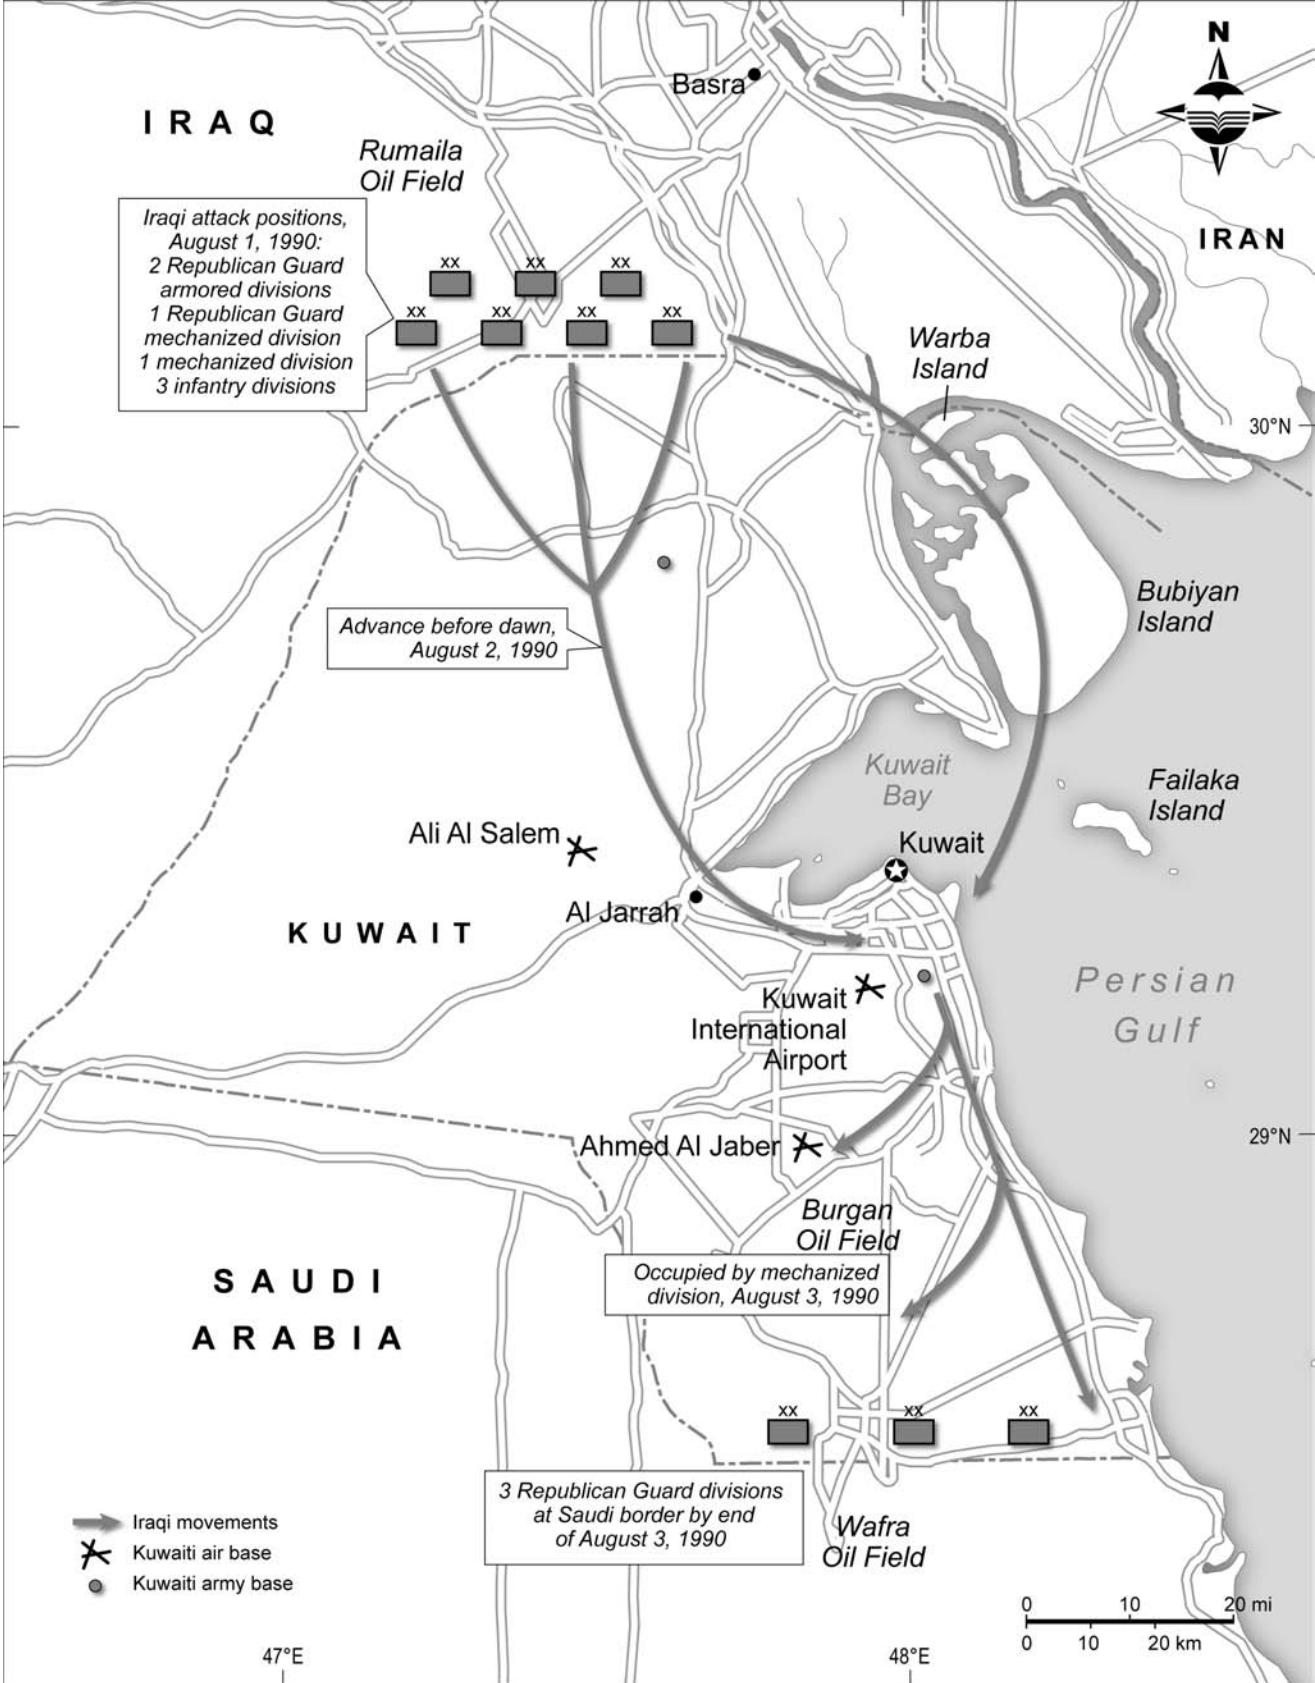 N
Basra
IRAQ
Rumaila
Oil Field
Iraqi attack positions,
August 1, 1990:
2 Republican Guard
armored divisions
1 Republican Guard
mechanized division
1 mechanized division
3 infantry divisions
IRAN
xx
xx
xx
xx
xx
xx
xx
Warba
Island
30°N
Bubiyan
Island
Advance before dawn,
August 2, 1990
Kuwait
Bay
Failaka
Island
Ali Al Salem
Kuwait
Al Jarrah
KUWAIT
Persian
Gulf
Kuwait
International
Airport
29°N
Ahmed Al Jaber
Burgan
Oil Field
Occupied by mechanized
division, August 3, 1990
SAUDI
ARABIA
xx
xx
xx
3 Republican Guard divisions
at Saudi border by end
of August 3, 1990
Wafra
Oil Field
Iraqi movements
Kuwaiti air base
Kuwaiti army base
0 10 20 mi
0 10 20 km
47°E
48°E